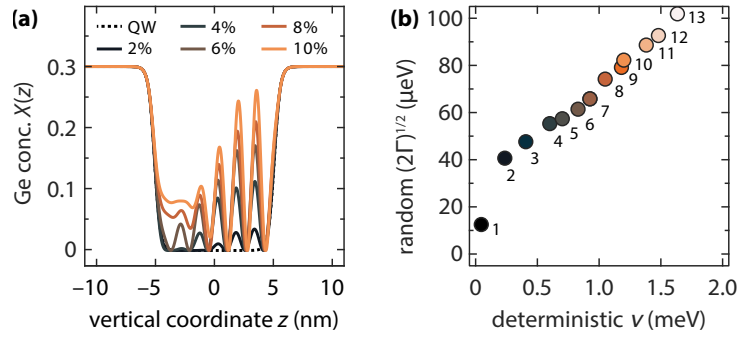 (a)
QW 4% 8%
2% 6% 10%
Ge conc. X(z)
0.3
0.2
0.1
0
−10 −5 0 5 10
vertical coordinate z (nm)
(b)
random (2Γ)^{1/2} (μeV)
100
80
60
40
20
0
1
2
3
4
5
6
7
8
9
10
11
12
13
0 0.5 1.0 1.5 2.0
deterministic v (meV)